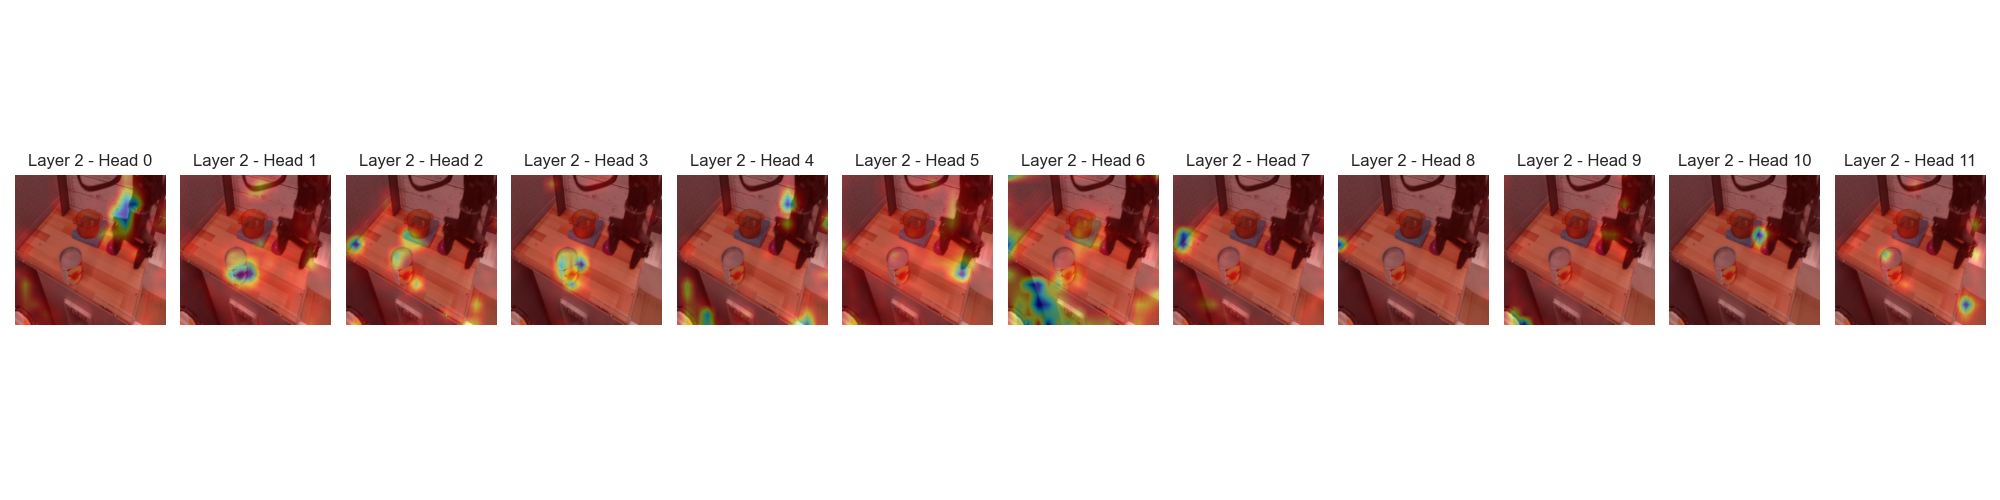 Layer 2 - Head 0
Layer 2 - Head 1
Layer 2 - Head 2
Layer 2 - Head 3
Layer 2 - Head 4
Layer 2 - Head 5
Layer 2 - Head 6
Layer 2 - Head 7
Layer 2 - Head 8
Layer 2 - Head 9
Layer 2 - Head 10
Layer 2 - Head 11